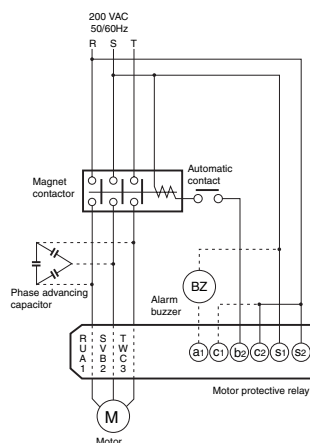 200 VAC
50/60Hz
R S T
Automatic
contact
Magnet
contactor
BZ
Phase advancing
capacitor
Alarm
buzzer
R S T
U V W
A B C
1 2 3
a1 c1 b2 c2 s1 s2
Motor protective relay
M
Motor